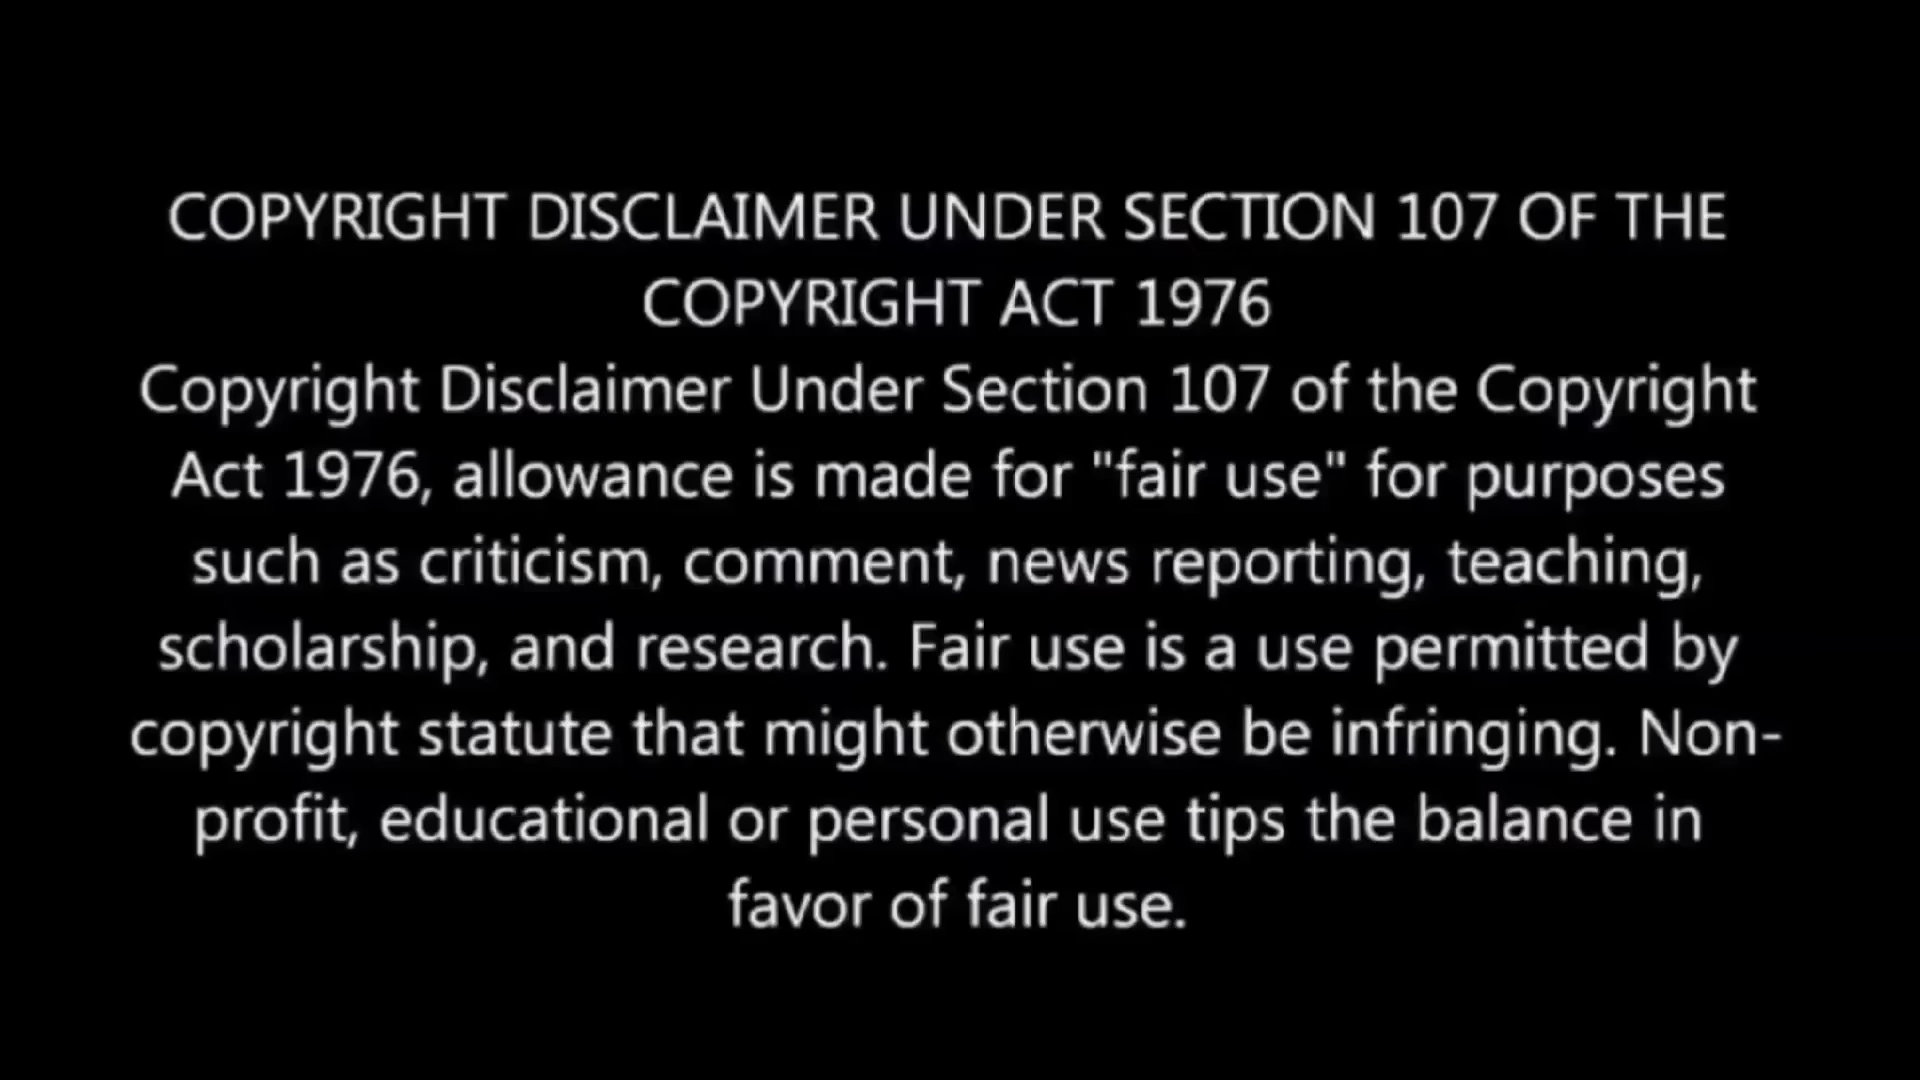 COPYRIGHT DISCLAIMER UNDER SECTION 107 OF THE
COPYRIGHT ACT 1976
Copyright Disclaimer Under Section 107 of the Copyright
Act 1976, allowance is made for "fair use" for purposes
such as criticism, comment, news reporting, teaching,
scholarship, and research. Fair use is a use permitted by
copyright statute that might otherwise be infringing. Non-
profit, educational or personal use tips the balance in
favor of fair use.